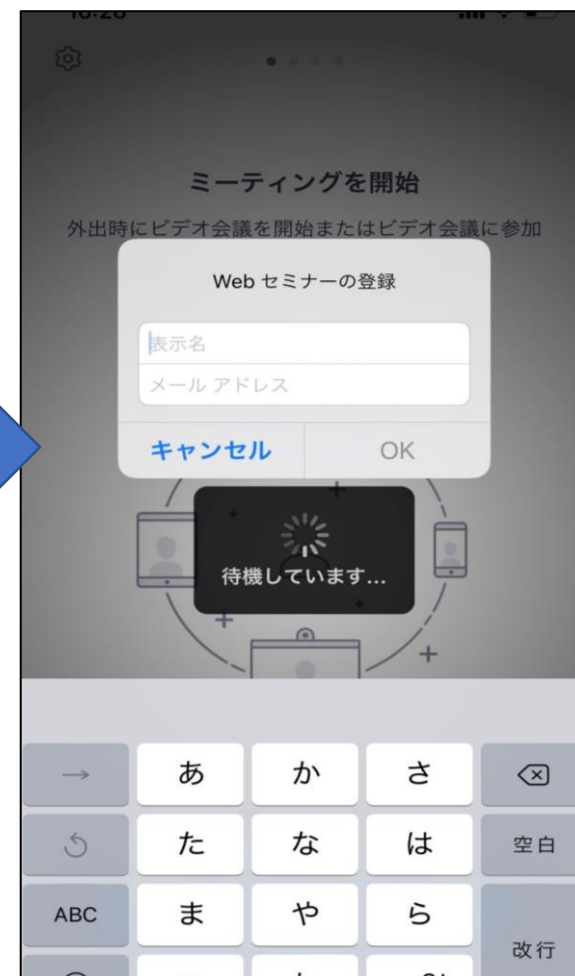 16:26
ミーティングを開始
外出時にビデオ会議を開始またはビデオ会議に参加
Web セミナーの登録
表示名
メール アドレス
キャンセル
OK
待機しています...
→
あ
か
さ
た
な
は
空白
ABC
ま
や
ら
改行